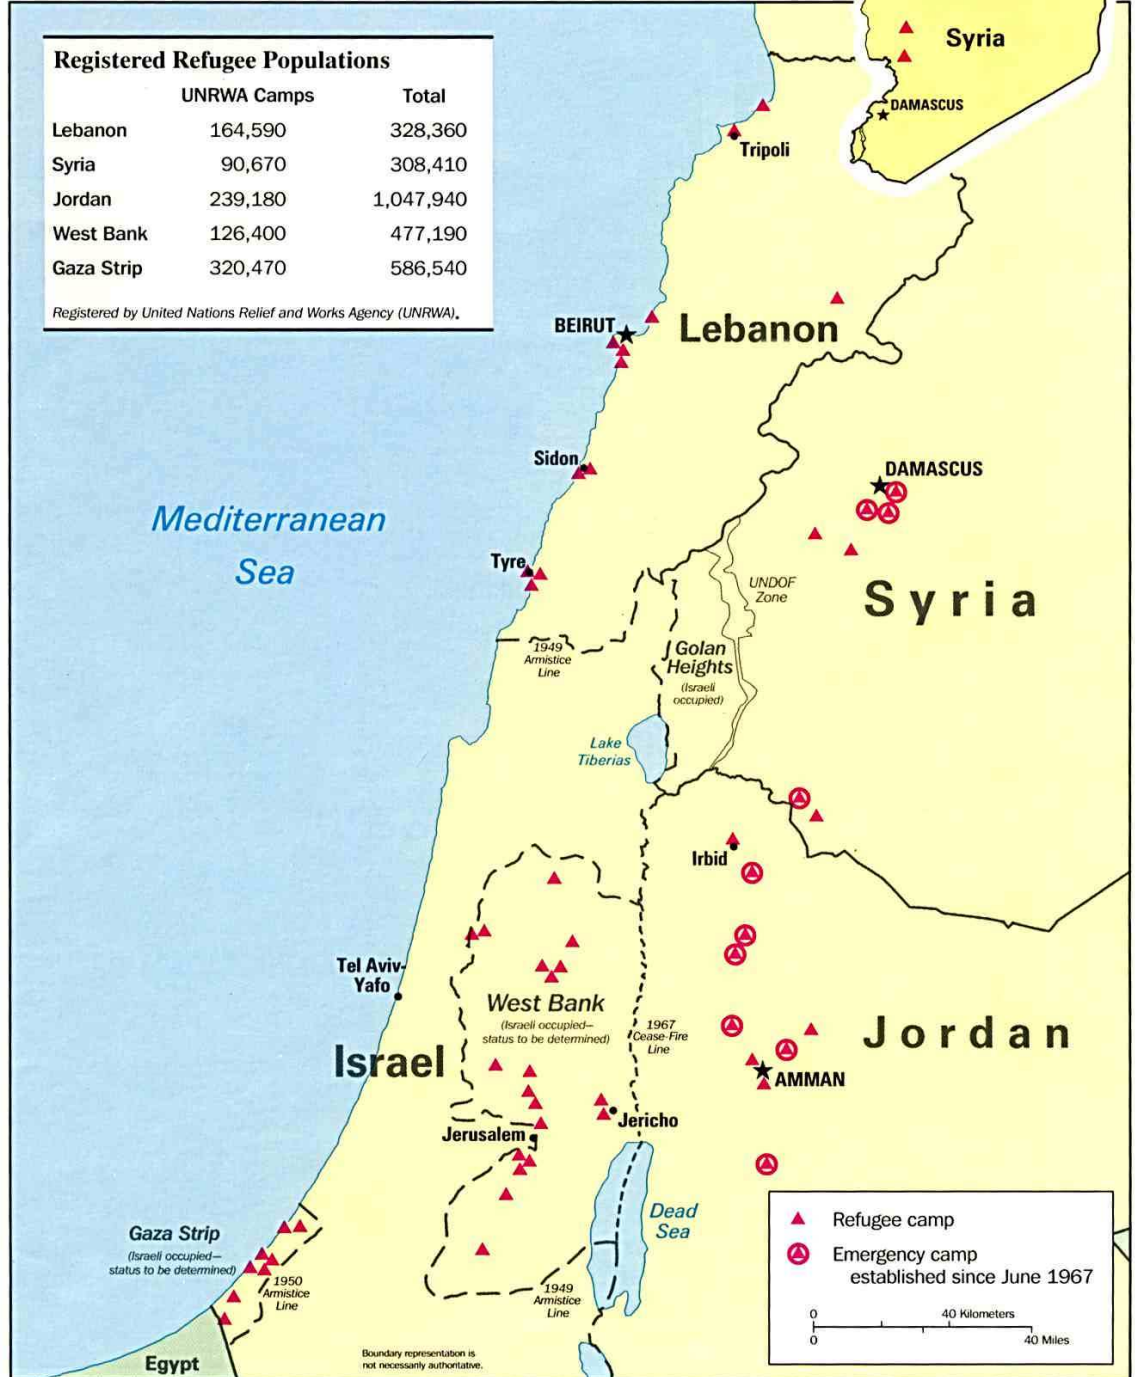 Registered Refugee Populations
UNRWA Camps Total
Lebanon 164,590 328,360
Syria 90,670 308,410
Jordan 239,180 1,047,940
West Bank 126,400 477,190
Gaza Strip 320,470 586,540
Registered by United Nations Relief and Works Agency (UNRWA).
Syria
DAMASCUS
Tripoli
BEIRUT
Lebanon
Sidon
DAMASCUS
Mediterranean
Sea
Tyre
UNDOF
Zone
Syria
1949
Armistice
Line
Golan
Heights
(Israeli
occupied)
Lake
Tiberias
Irbid
Tel Aviv-
Yafo
West Bank
(Israeli occupied—
status to be determined)
1967
Cease-Fire
Line
Jordan
Israel
AMMAN
Jericho
Jerusalem
Dead
Sea
Gaza Strip
(Israeli occupied—
status to be determined)
1950
Armistice
Line
1949
Armistice
Line
Egypt
Boundary representation is
not necessarily authoritative.
Refugee camp
Emergency camp
established since June 1967
0 40 Kilometers
0 40 Miles